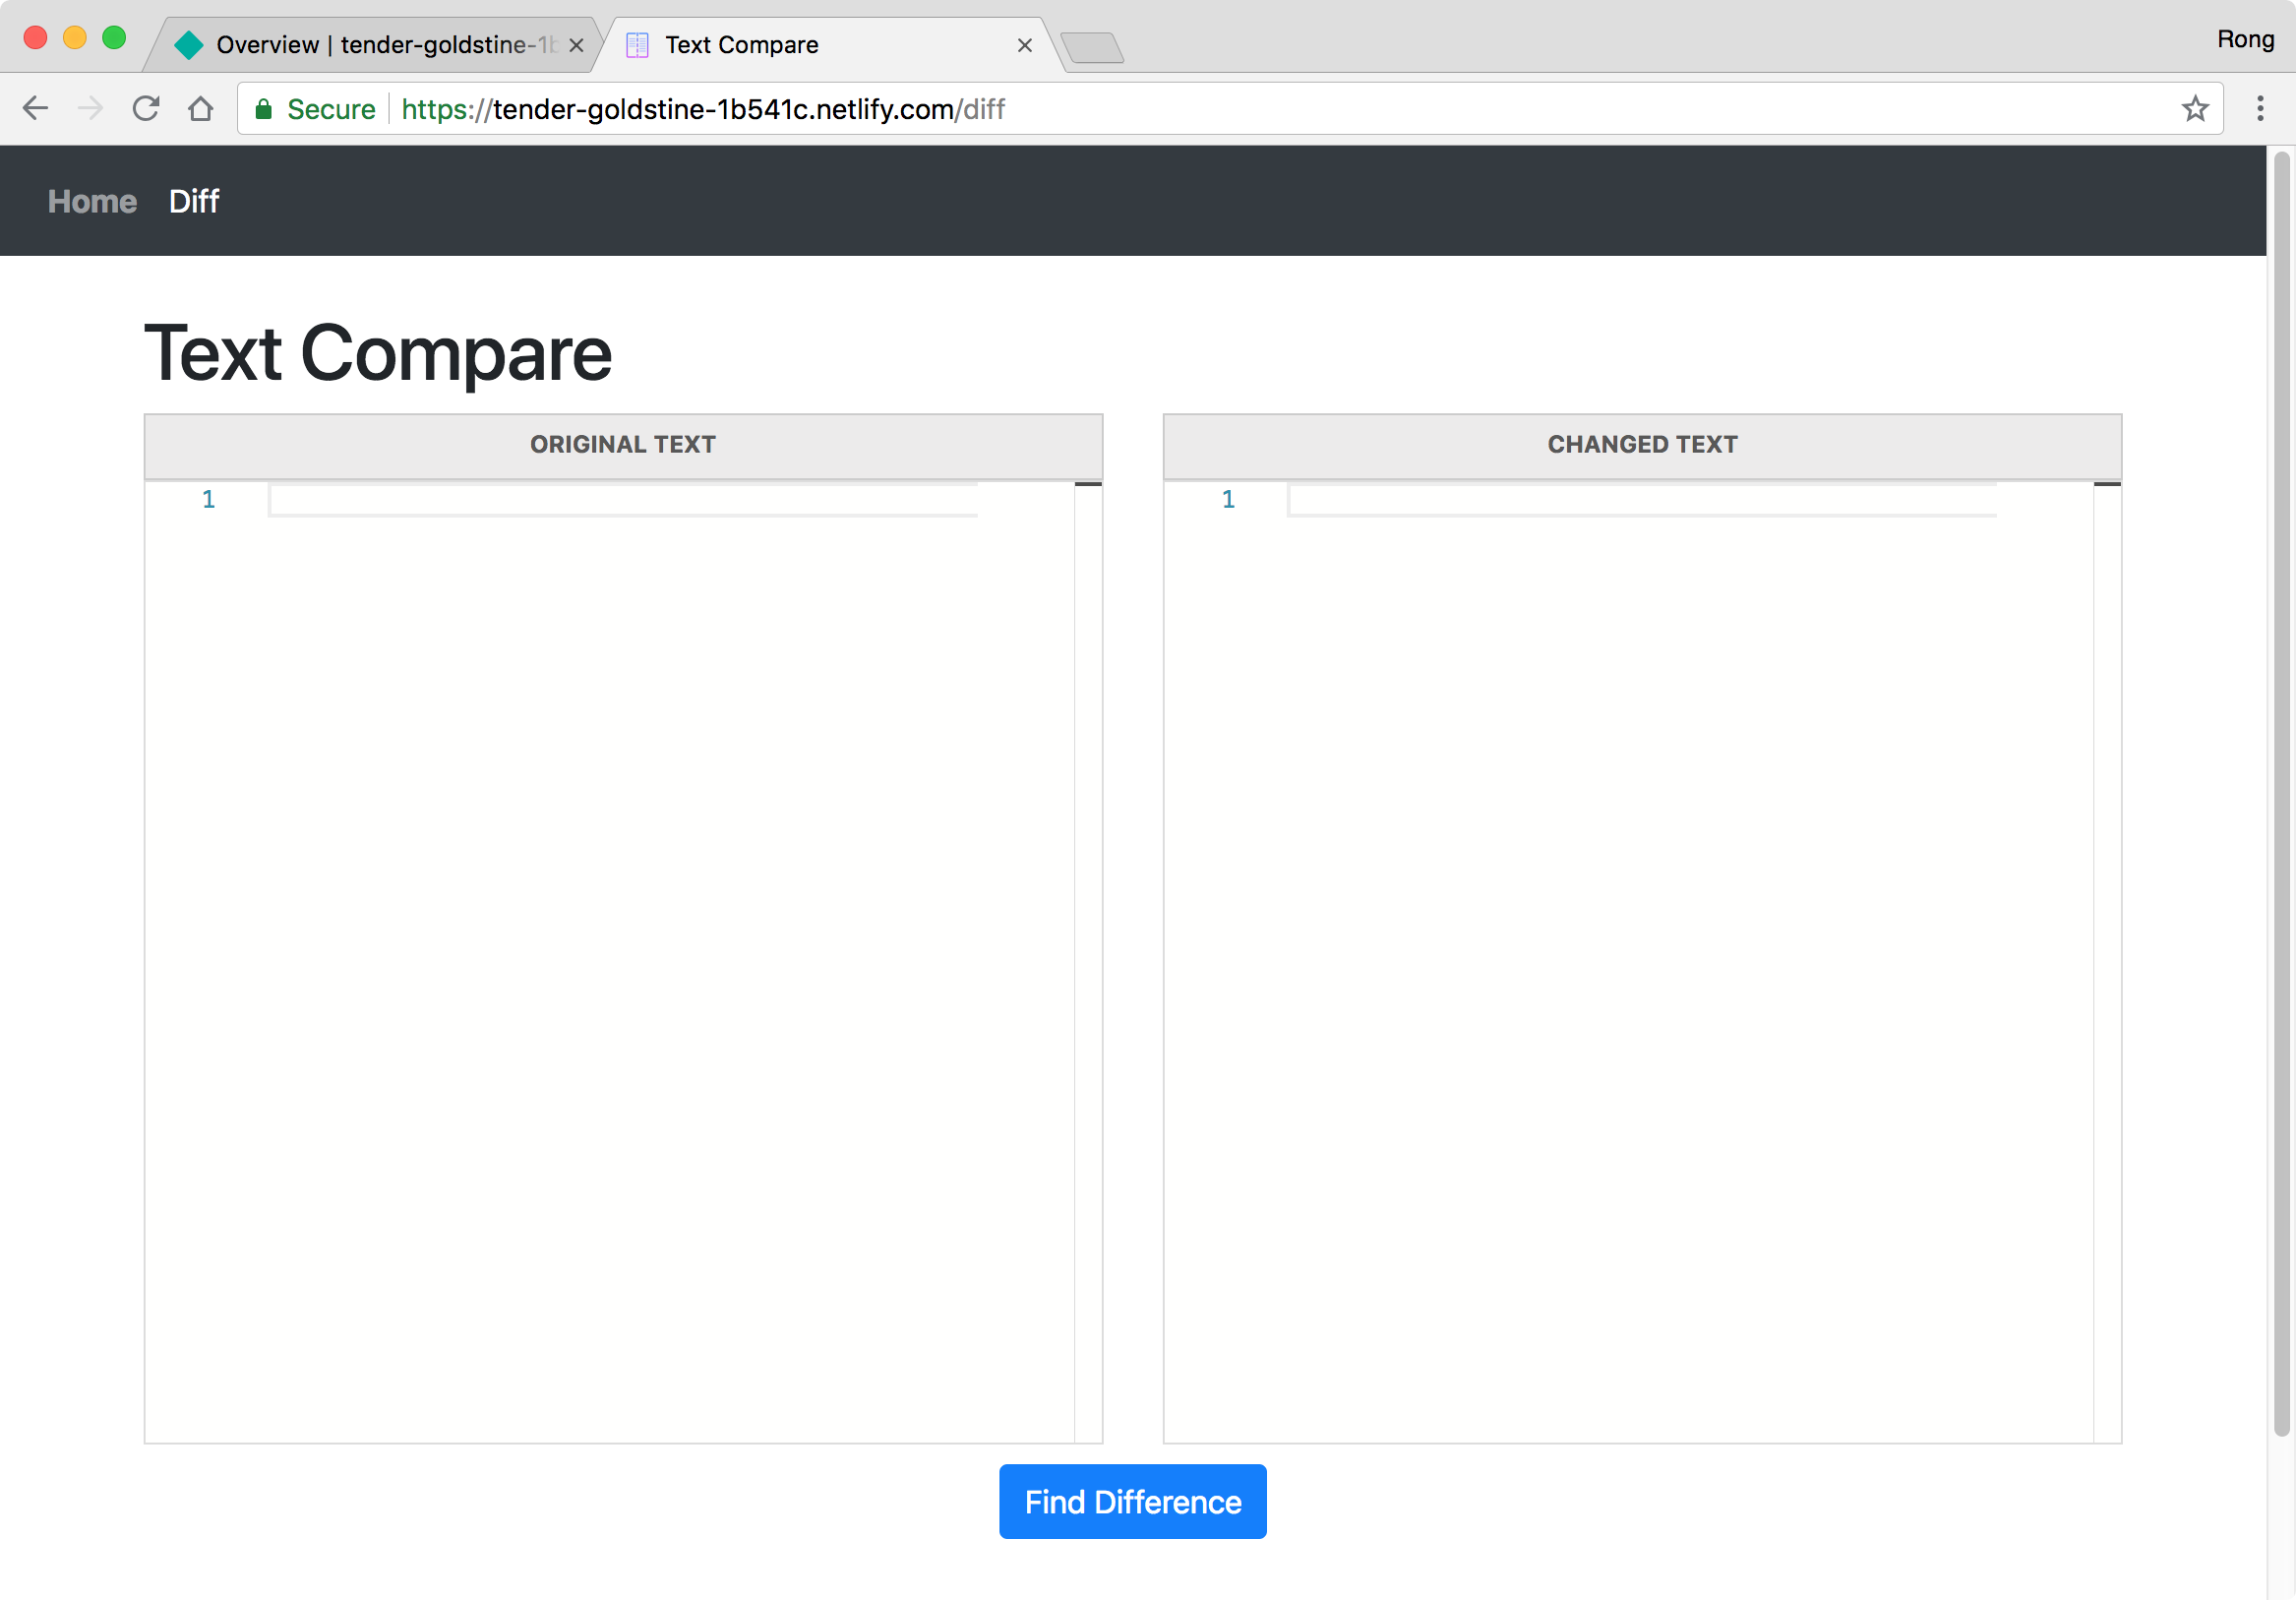 Overview | tender-goldstine-1b
Text Compare
Rong
Secure
https://tender-goldstine-1b541c.netlify.com/diff
Home
Diff
Text Compare
ORIGINAL TEXT
CHANGED TEXT
1
1
Find Difference